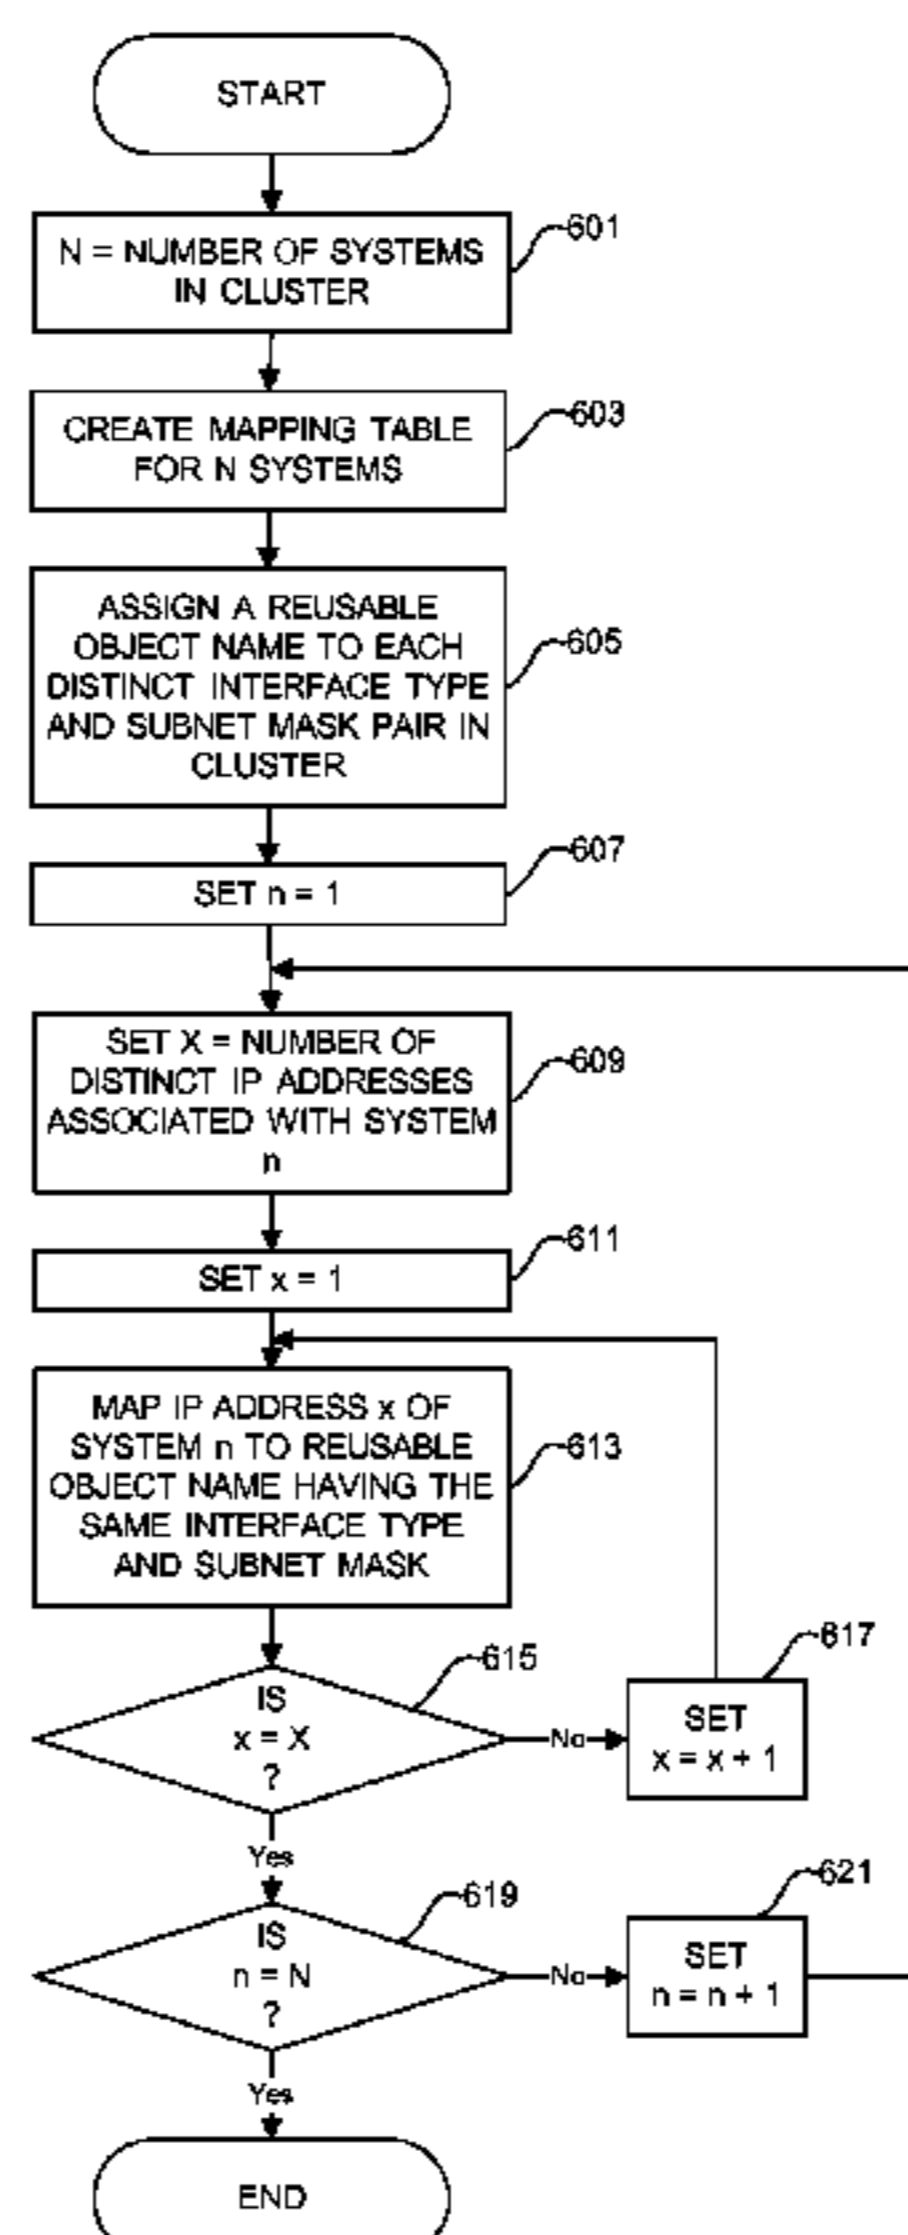 START
N = NUMBER OF SYSTEMS
IN CLUSTER
601
CREATE MAPPING TABLE
FOR N SYSTEMS
603
ASSIGN A REUSABLE
OBJECT NAME TO EACH
DISTINCT INTERFACE TYPE
AND SUBNET MASK PAIR IN
CLUSTER
605
SET n = 1
607
SET X = NUMBER OF
DISTINCT IP ADDRESSES
ASSOCIATED WITH SYSTEM
n
609
SET x = 1
611
MAP IP ADDRESS x OF
SYSTEM n TO REUSABLE
OBJECT NAME HAVING THE
SAME INTERFACE TYPE
AND SUBNET MASK
613
IS
x = X
?
615
No
SET
x = x + 1
617
Yes
IS
n = N
?
619
No
SET
n = n + 1
621
Yes
END